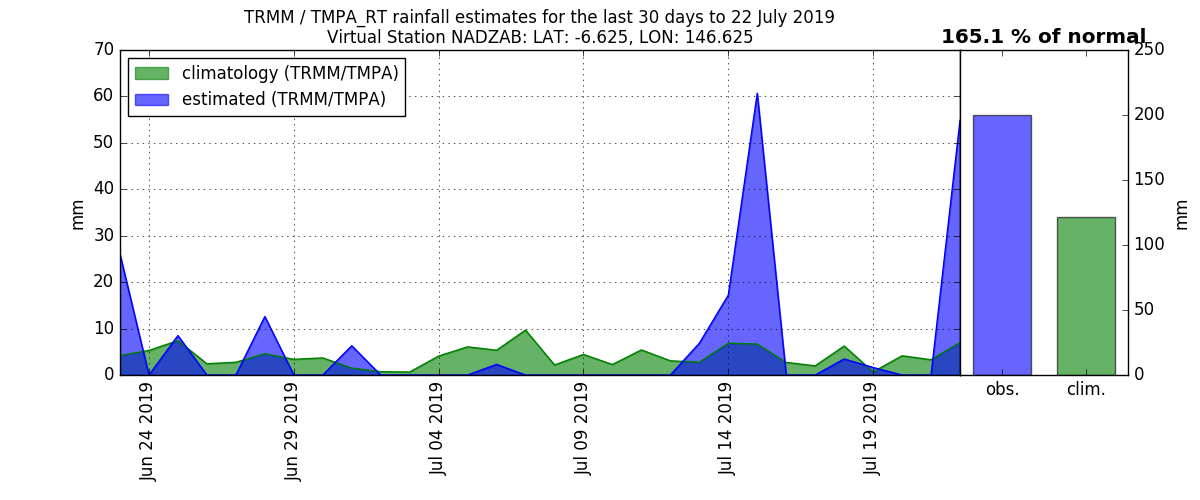 TRMM / TMPA_RT rainfall estimates for the last 30 days to 22 July 2019
Virtual Station NADZAB: LAT: -6.625, LON: 146.625
165.1 % of normal
climatology (TRMM/TMPA)
estimated (TRMM/TMPA)
70
60
50
40
30
20
10
0
mm
Jun 24 2019
Jun 29 2019
Jul 04 2019
Jul 09 2019
Jul 14 2019
Jul 19 2019
250
200
150
100
50
0
mm
obs.
clim.